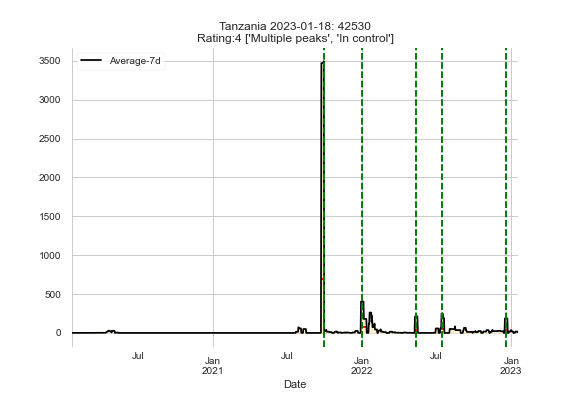 Tanzania 2023-01-18: 42530
Rating:4 ['Multiple peaks', 'In control']
Average-7d
3500
3000
2500
2000
1500
1000
500
0
Jul
Jan
2021
Jul
Jan
2022
Jul
Jan
2023
Date